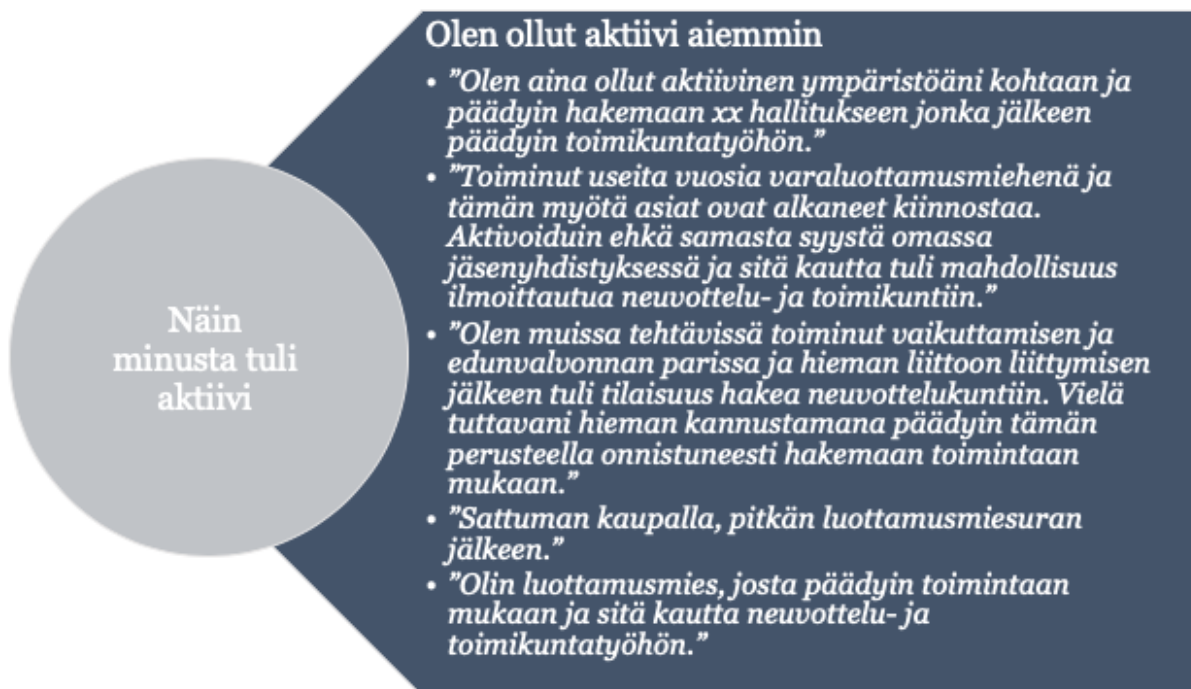 Olen ollut aktiivi aiemmin
• ”Olen aina ollut aktiivinen ympäristöäni kohtaan ja
päädyin hakemaan xx hallitukseen jonka jälkeen
päädyin toimikuntatyöhön.”
• ”Toiminut useita vuosia varaluottamusmiehenä ja
tämän myötä asiat ovat alkaneet kiinnostaa.
Aktivoiduin ehkä samasta syystä omassa
jäsenyhdistyksessä ja sitä kautta tuli mahdollisuus
ilmoittautua neuvottelu- ja toimikuntiin.”
• ”Olen muissa tehtävissä toiminut vaikuttamisen ja
edunvalvonnan parissa ja hieman liittoon liittymisen
jälkeen tuli tilaisuus hakea neuvottelukuntiin. Vielä
tuttavani hieman kannustamana päädyin tämän
perusteella onnistuneesti hakemaan toimintaan
mukaan.”
• ”Sattuman kaupalla, pitkän luottamusmiesuran
jälkeen.”
• ”Olin luottamusmies, josta päädyin toimintaan
mukaan ja sitä kautta neuvottelu- ja
toimikuntatyöhön.”
Näin
minusta tuli
aktiivi